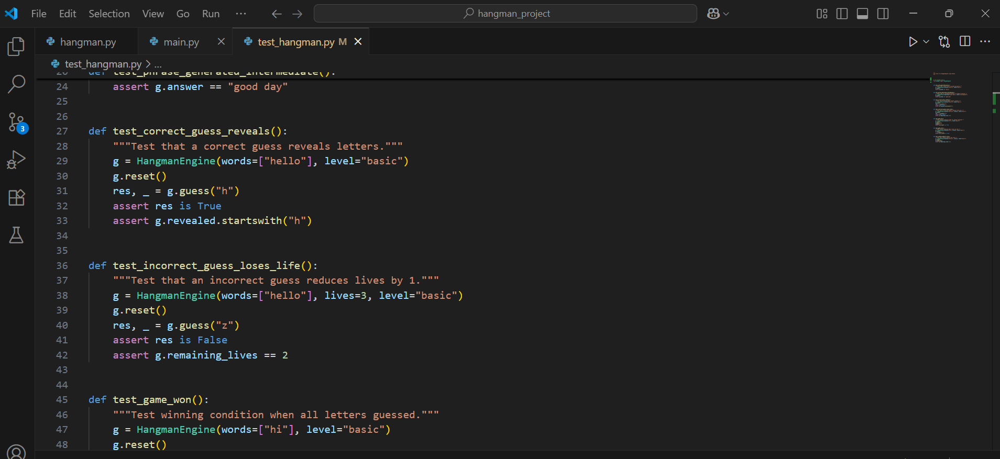 File Edit Selection View Go Run ··· hangman_project
hangman.py main.py test_hangman.py M
test_hangman.py > ...
def test_phrase_generated_intermediate():
24 assert g.answer == "good day"
25
26
27 def test_correct_guess_reveals():
28 """Test that a correct guess reveals letters."""
29 g = HangmanEngine(words=["hello"], level="basic")
30 g.reset()
31 res, _ = g.guess("h")
32 assert res is True
33 assert g.revealed.startswith("h")
34
35
36 def test_incorrect_guess_loses_life():
37 """Test that an incorrect guess reduces lives by 1."""
38 g = HangmanEngine(words=["hello"], lives=3, level="basic")
39 g.reset()
40 res, _ = g.guess("z")
41 assert res is False
42 assert g.remaining_lives == 2
43
44
45 def test_game_won():
46 """Test winning condition when all letters guessed."""
47 g = HangmanEngine(words=["hi"], level="basic")
48 g.reset()
3